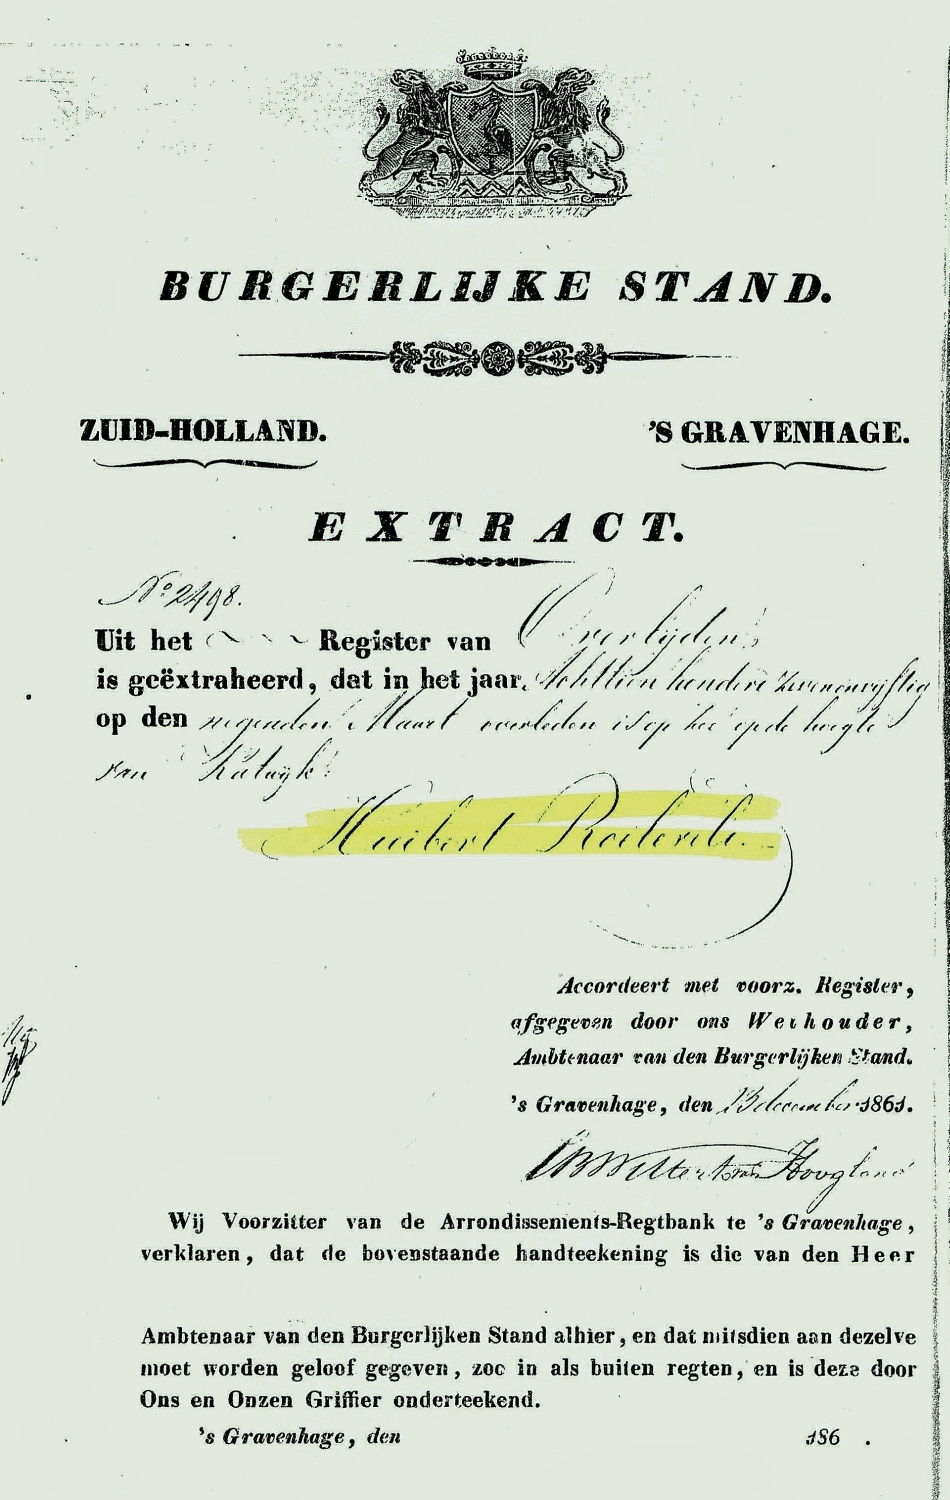 BURGERLIJKE STAND.
ZUID-HOLLAND.
'S GRAVENHAGE.
EXTRACT.
No 2498.
Uit het Register van Overlijden
is geëxtraheerd, dat in het jaar Achttien honderd zevenenvijftig
op den negenden Maart overleden is op zee op de hoogte
van Katwijk:
Huibert
Accordeert met voorz. Register,
afgegeven door ons Wethouder,
Ambtenaar van den Burgerlijken Stand.
's Gravenhage, den 13 december 1861.
Wittert van Hoogland
Wij Voorzitter van de Arrondissements-Regtbank te 's Gravenhage,
verklaren, dat de bovenstaande handteekening is die van den Heer
Ambtenaar van den Burgerlijken Stand alhier, en dat mitsdien aan dezelve
moet worden geloof gegeven, zoo in als buiten regten, en is deze door
Ons en Onzen Griffier onderteekend.
's Gravenhage, den 186 .